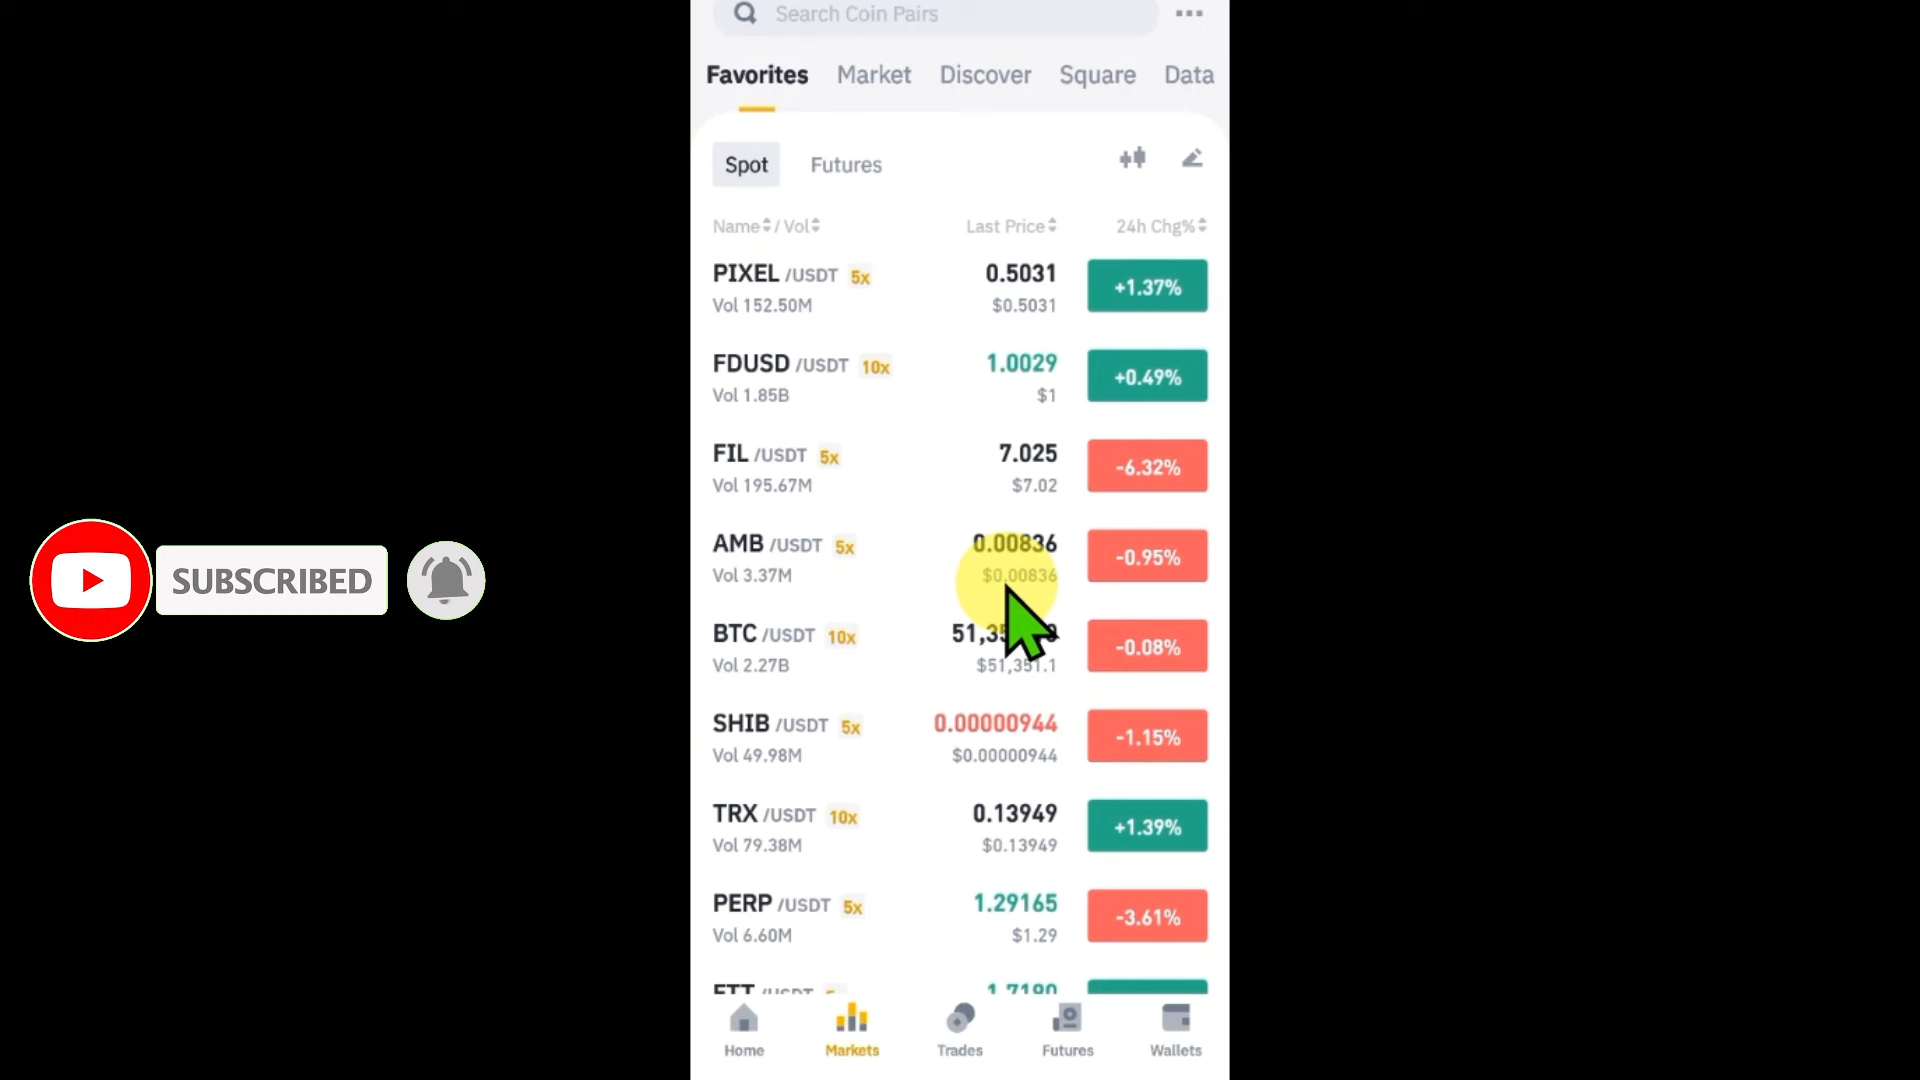 Search Coin Pairs
Favorites Market Discover Square Data
Spot Futures
Name / Vol Last Price 24h Chg%
PIXEL /USDT 5x 0.5031 +1.37%
Vol 152.50M $0.5031
FDUSD /USDT 10x 1.0029 +0.49%
Vol 1.85B $1
FIL /USDT 5x 7.025 -6.32%
Vol 195.67M $7.02
AMB /USDT 5x 0.00836 -0.95%
Vol 3.37M $0.00836
SUBSCRIBED
BTC /USDT 10x -0.08%
Vol 2.27B $51,351.1
SHIB /USDT 5x 0.00000944 -1.15%
Vol 49.98M $0.00000944
TRX /USDT 10x 0.13949 +1.39%
Vol 79.38M $0.13949
PERP /USDT 5x 1.29165 -3.61%
Vol 6.60M $1.29
/USDT
Home Markets Trades Futures Wallets